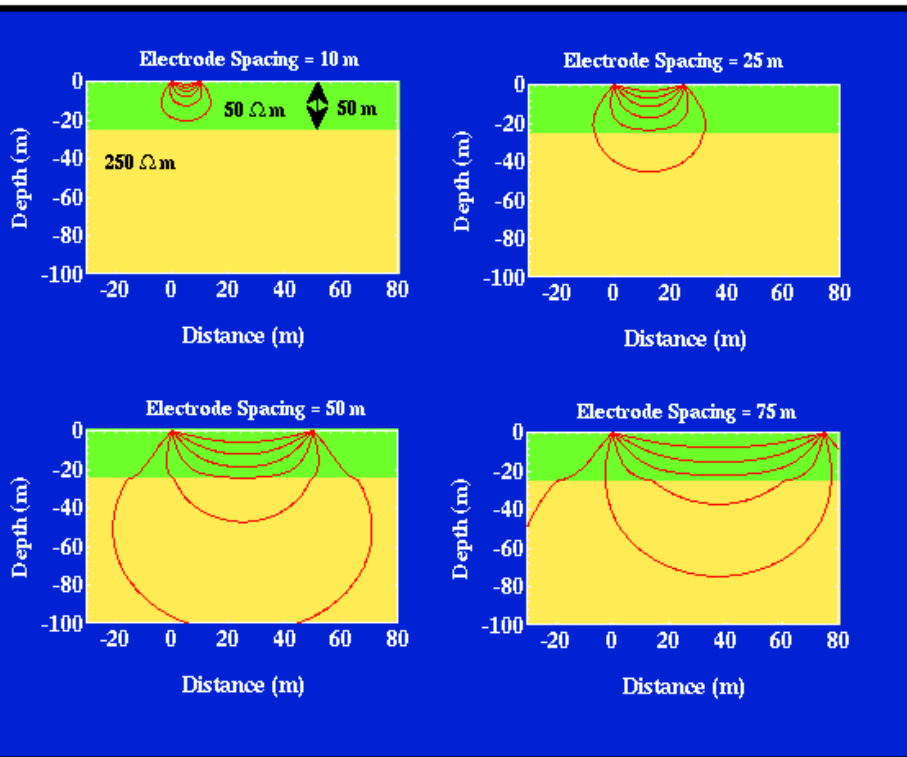 Electrode Spacing = 10 m
0
-20
-40
-60
-80
-100
Depth (m)
50 Ω m
50 m
250 Ω m
-20 0 20 40 60 80
Distance (m)
Electrode Spacing = 25 m
0
-20
-40
-60
-80
-100
Depth (m)
-20 0 20 40 60 80
Distance (m)
Electrode Spacing = 50 m
0
-20
-40
-60
-80
-100
Depth (m)
-20 0 20 40 60 80
Distance (m)
Electrode Spacing = 75 m
0
-20
-40
-60
-80
-100
Depth (m)
-20 0 20 40 60 80
Distance (m)